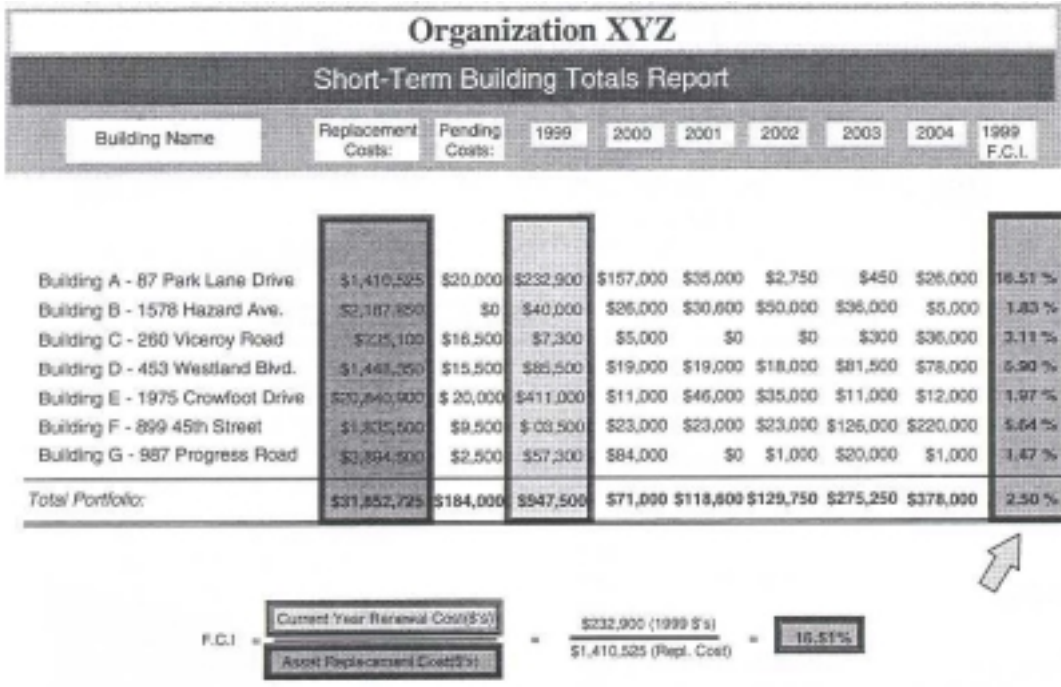 Organization XYZ
Short-Term Building Totals Report
Building Name Replacement Costs: Pending Costs: 1999 2000 2001 2002 2003 2004 1999 F.C.I.
Building A - 87 Park Lane Drive $1,410,525 $20,000 $232,900 $157,000 $35,000 $2,750 $450 $26,000 16.51 %
Building B - 1578 Hazard Ave. $0 $40,000 $26,000 $30,600 $50,000 $36,000 $5,000 1.83 %
Building C - 260 Viceroy Road $16,500 $7,300 $5,000 $0 $0 $300 $36,000 3.11 %
Building D - 453 Westland Blvd. $15,500 $85,500 $19,000 $19,000 $18,000 $81,500 $78,000 5.90 %
Building E - 1975 Crowfoot Drive $20,840,900 $ 20,000 $411,000 $11,000 $46,000 $35,000 $11,000 $12,000 1.97 %
Building F - 899 45th Street $9,500 $23,000 $23,000 $23,000 $126,000 $220,000 5.64 %
Building G - 987 Progress Road $2,500 $57,300 $84,000 $0 $1,000 $20,000 $1,000 1.47 %
Total Portfolio: $31,852,725 $184,000 $947,500 $71,000 $118,600 $129,750 $275,250 $378,000 2.50 %
F.C.I = Current Year Renewal Cost($'s) / Asset Replacement Cost($'s) = $232,900 (1999 $'s) / $1,410,525 (Repl. Cost) = 16.51%